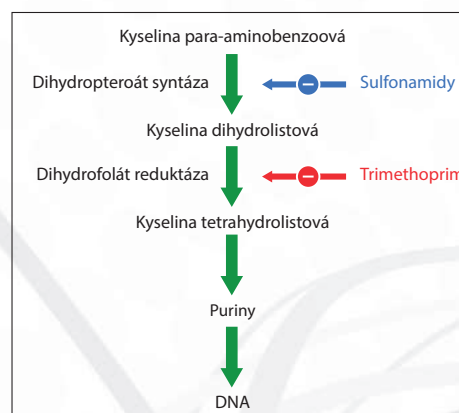 Kyselina para-aminobenzoová
Dihydropteroát syntáza − Sulfonamidy
Kyselina dihydrolistová
Dihydrofolát reduktáza − Trimethoprim
Kyselina tetrahydrolistová
Puriny
DNA